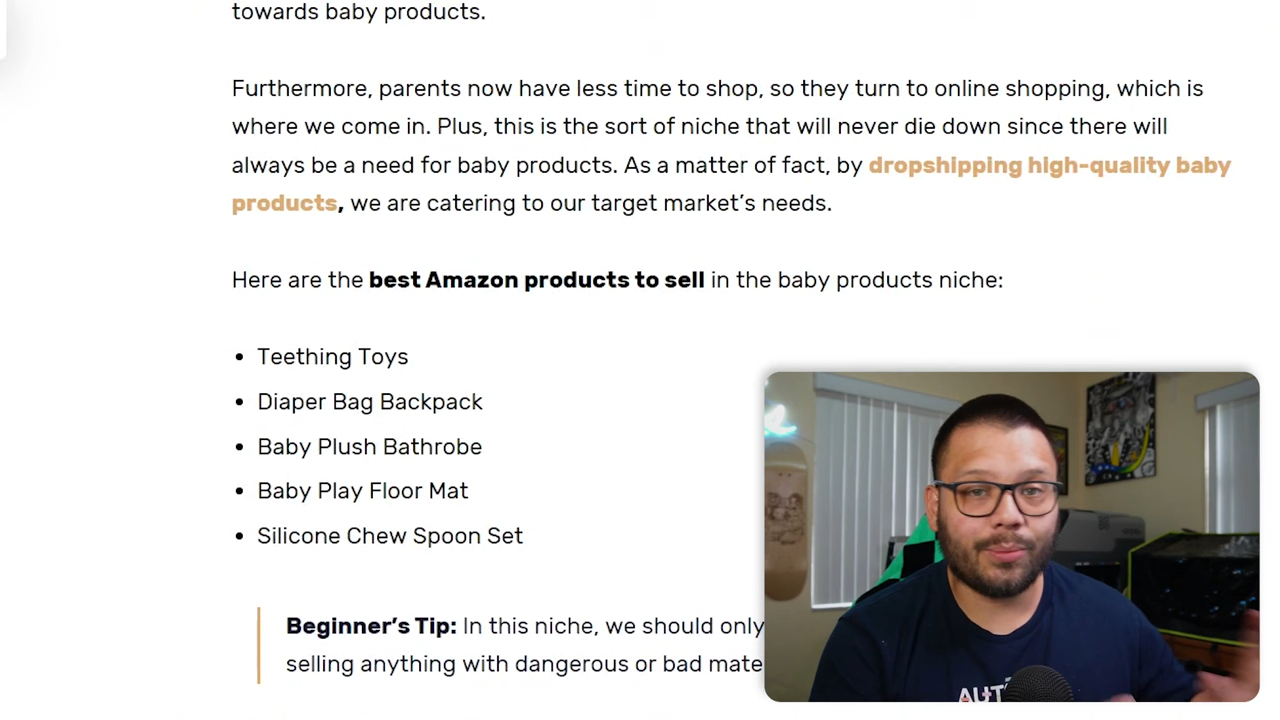 towards baby products.
Furthermore, parents now have less time to shop, so they turn to online shopping, which is
where we come in. Plus, this is the sort of niche that will never die down since there will
always be a need for baby products. As a matter of fact, by dropshipping high-quality baby
products, we are catering to our target market's needs.
Here are the best Amazon products to sell in the baby products niche:
• Teething Toys
• Diaper Bag Backpack
• Baby Plush Bathrobe
• Baby Play Floor Mat
• Silicone Chew Spoon Set
Beginner's Tip: In this niche, we should only
selling anything with dangerous or bad mate
AUT